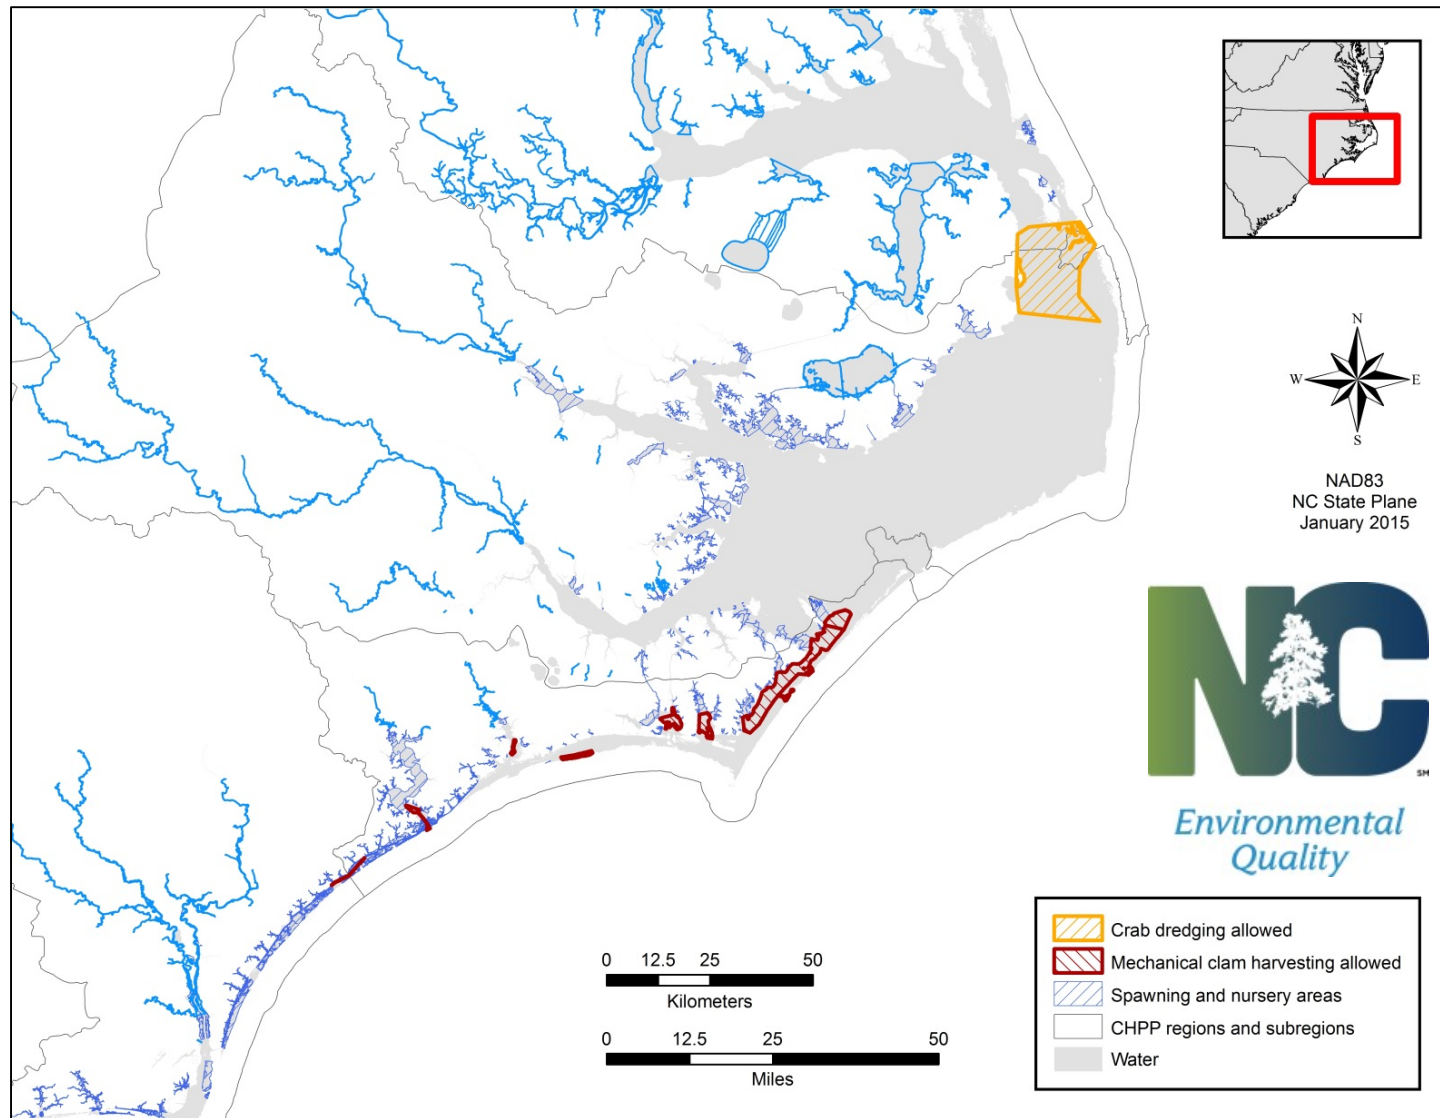 N
W E
S
NAD83
NC State Plane
January 2015
NC
SM
Environmental
Quality
0 12.5 25 50
Kilometers
0 12.5 25 50
Miles
Crab dredging allowed
Mechanical clam harvesting allowed
Spawning and nursery areas
CHPP regions and subregions
Water